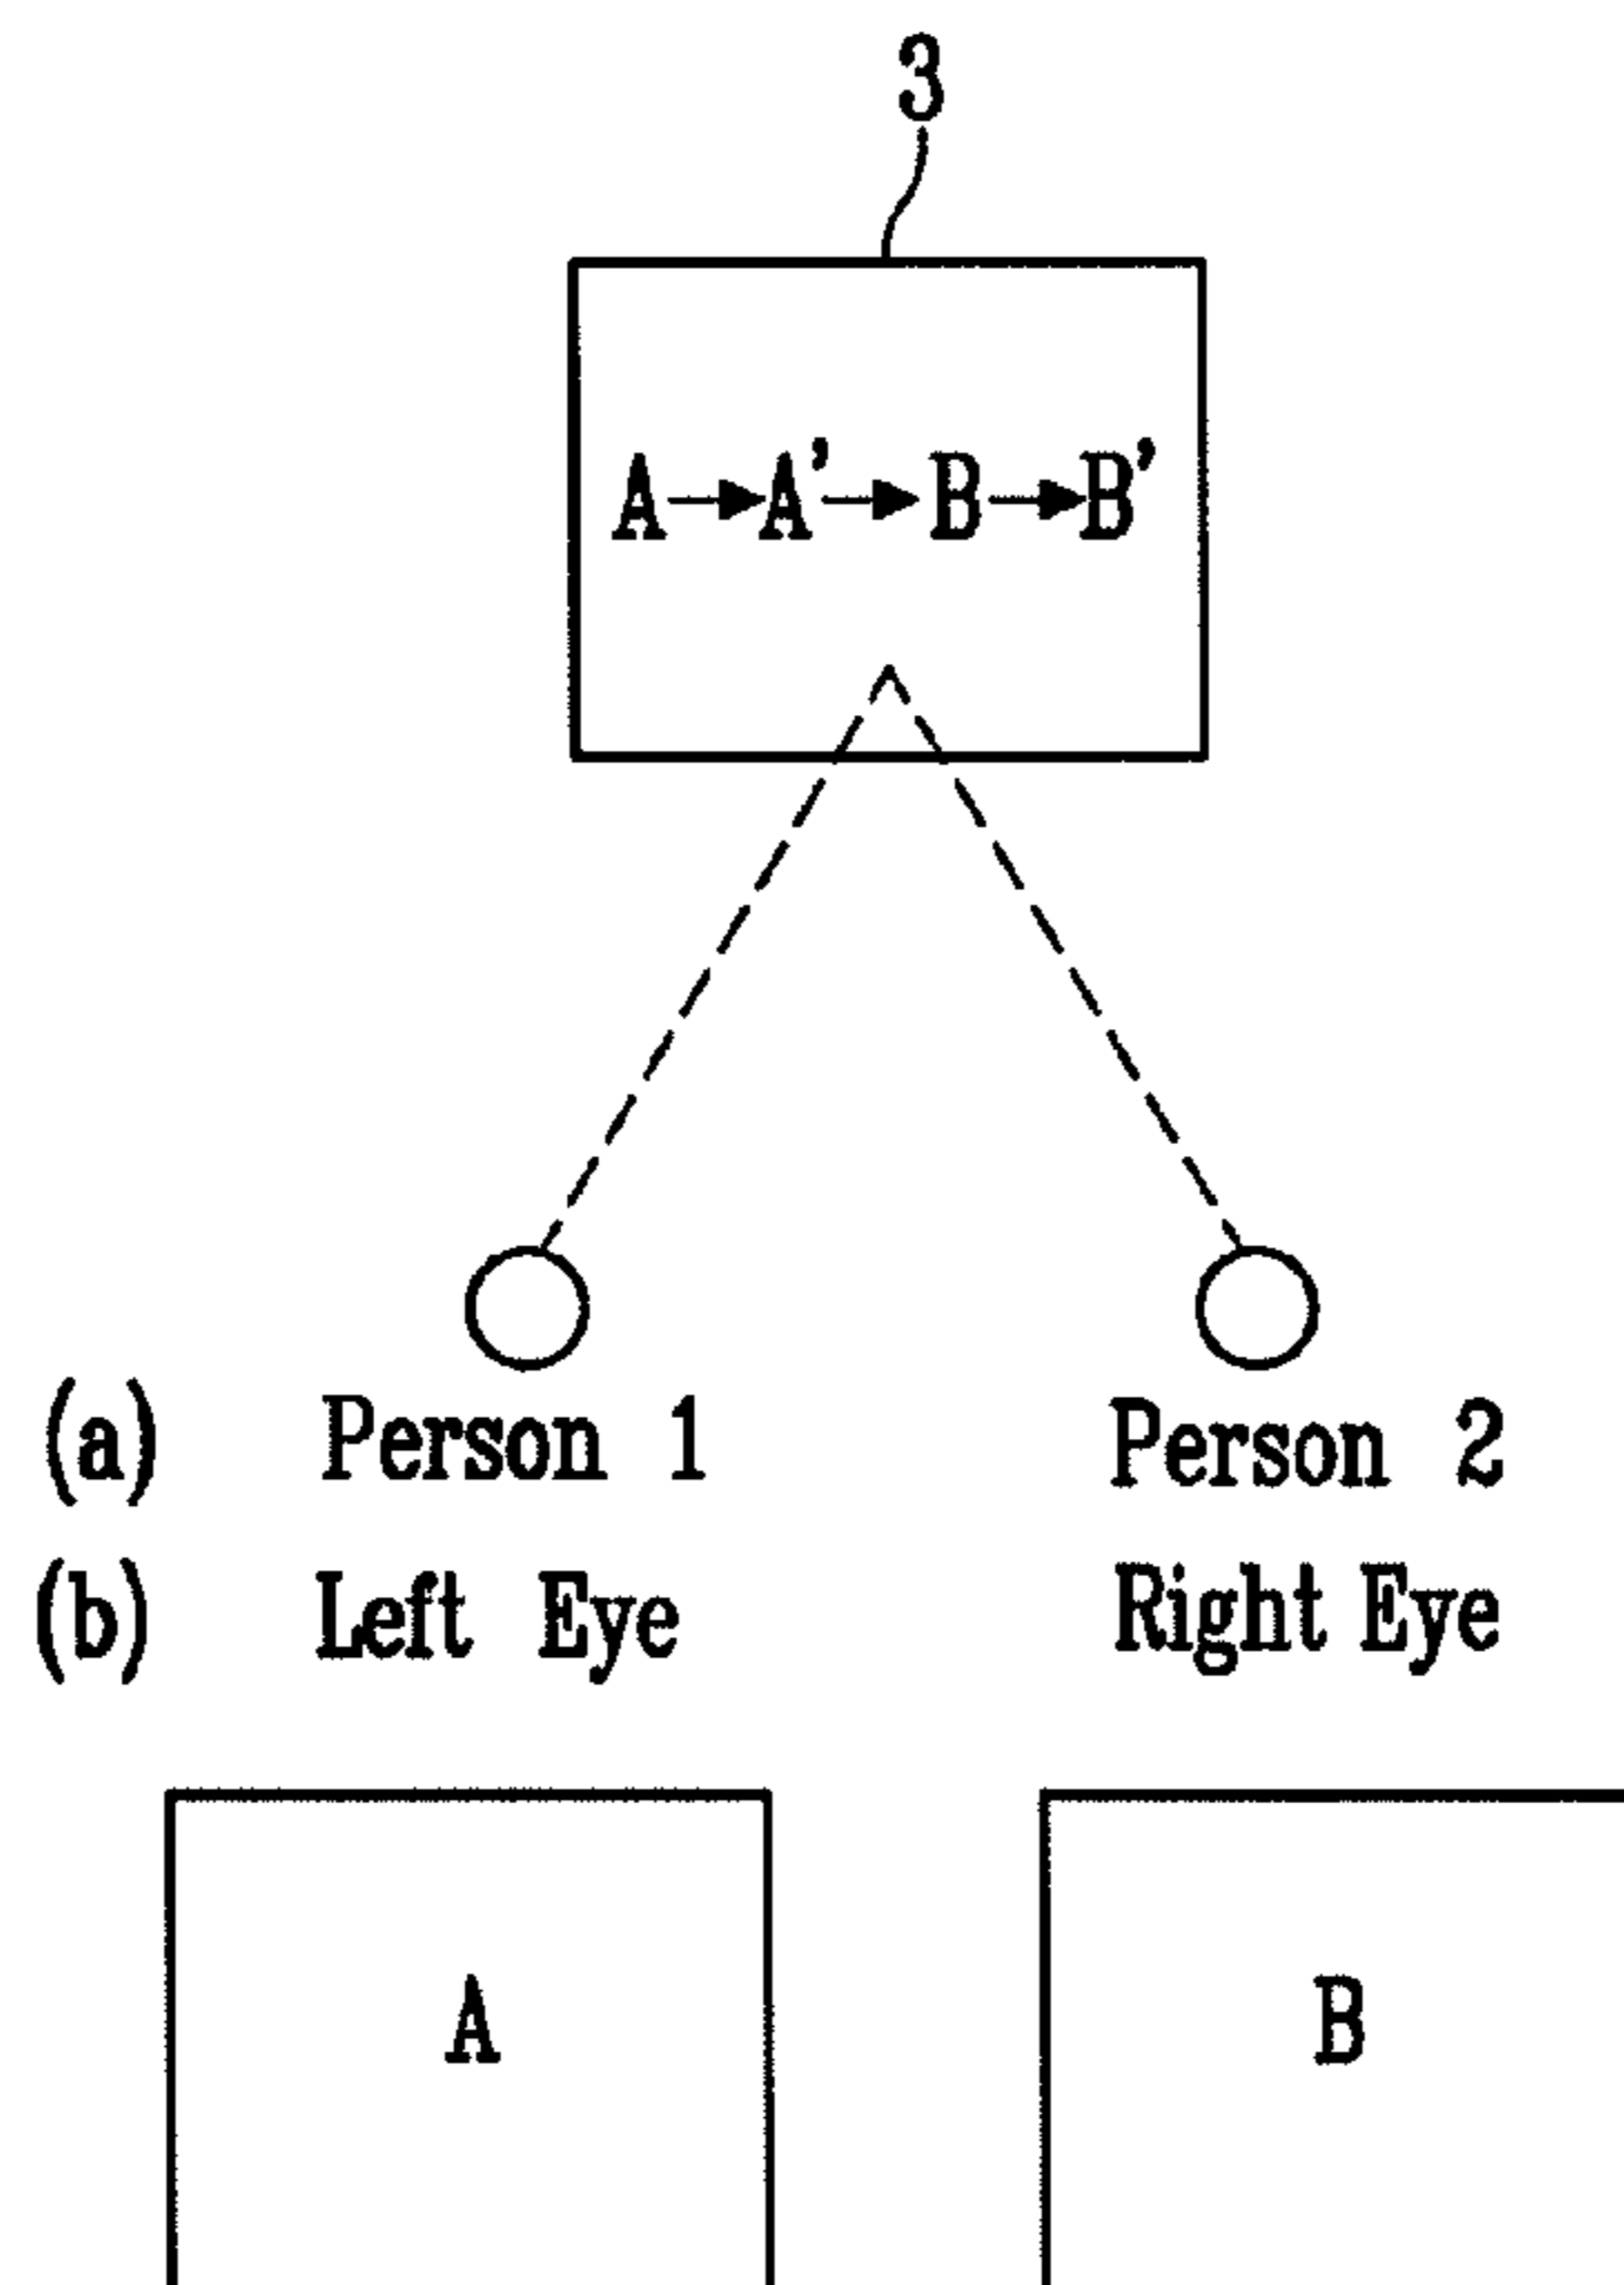 3
A→A'→B→B'
(a) Person 1 Person 2
(b) Left Eye Right Eye
A B